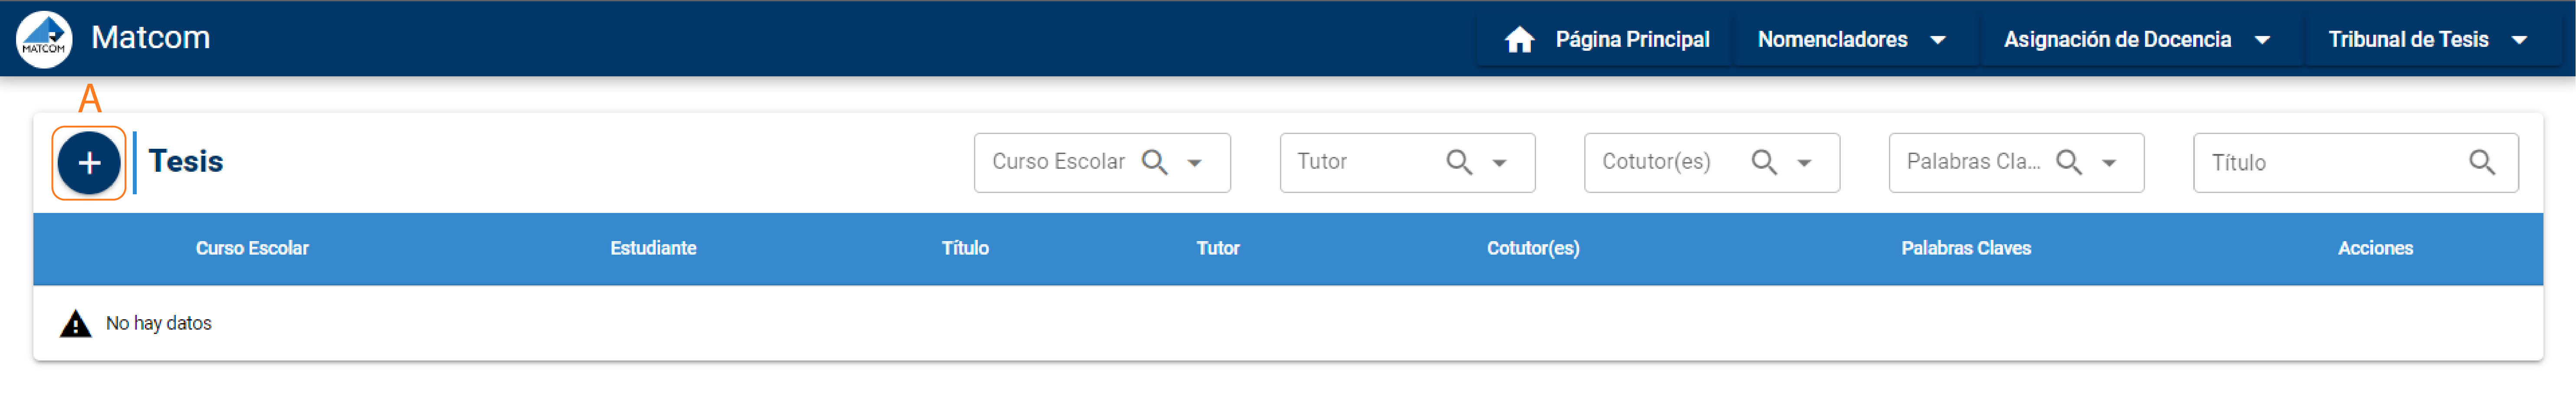 MATCOM Matcom Página Principal Nomencladores Asignación de Docencia Tribunal de Tesis
A
Tesis Curso Escolar Tutor Cotutor(es) Palabras Cla... Título
Curso Escolar Estudiante Título Tutor Cotutor(es) Palabras Claves Acciones
No hay datos